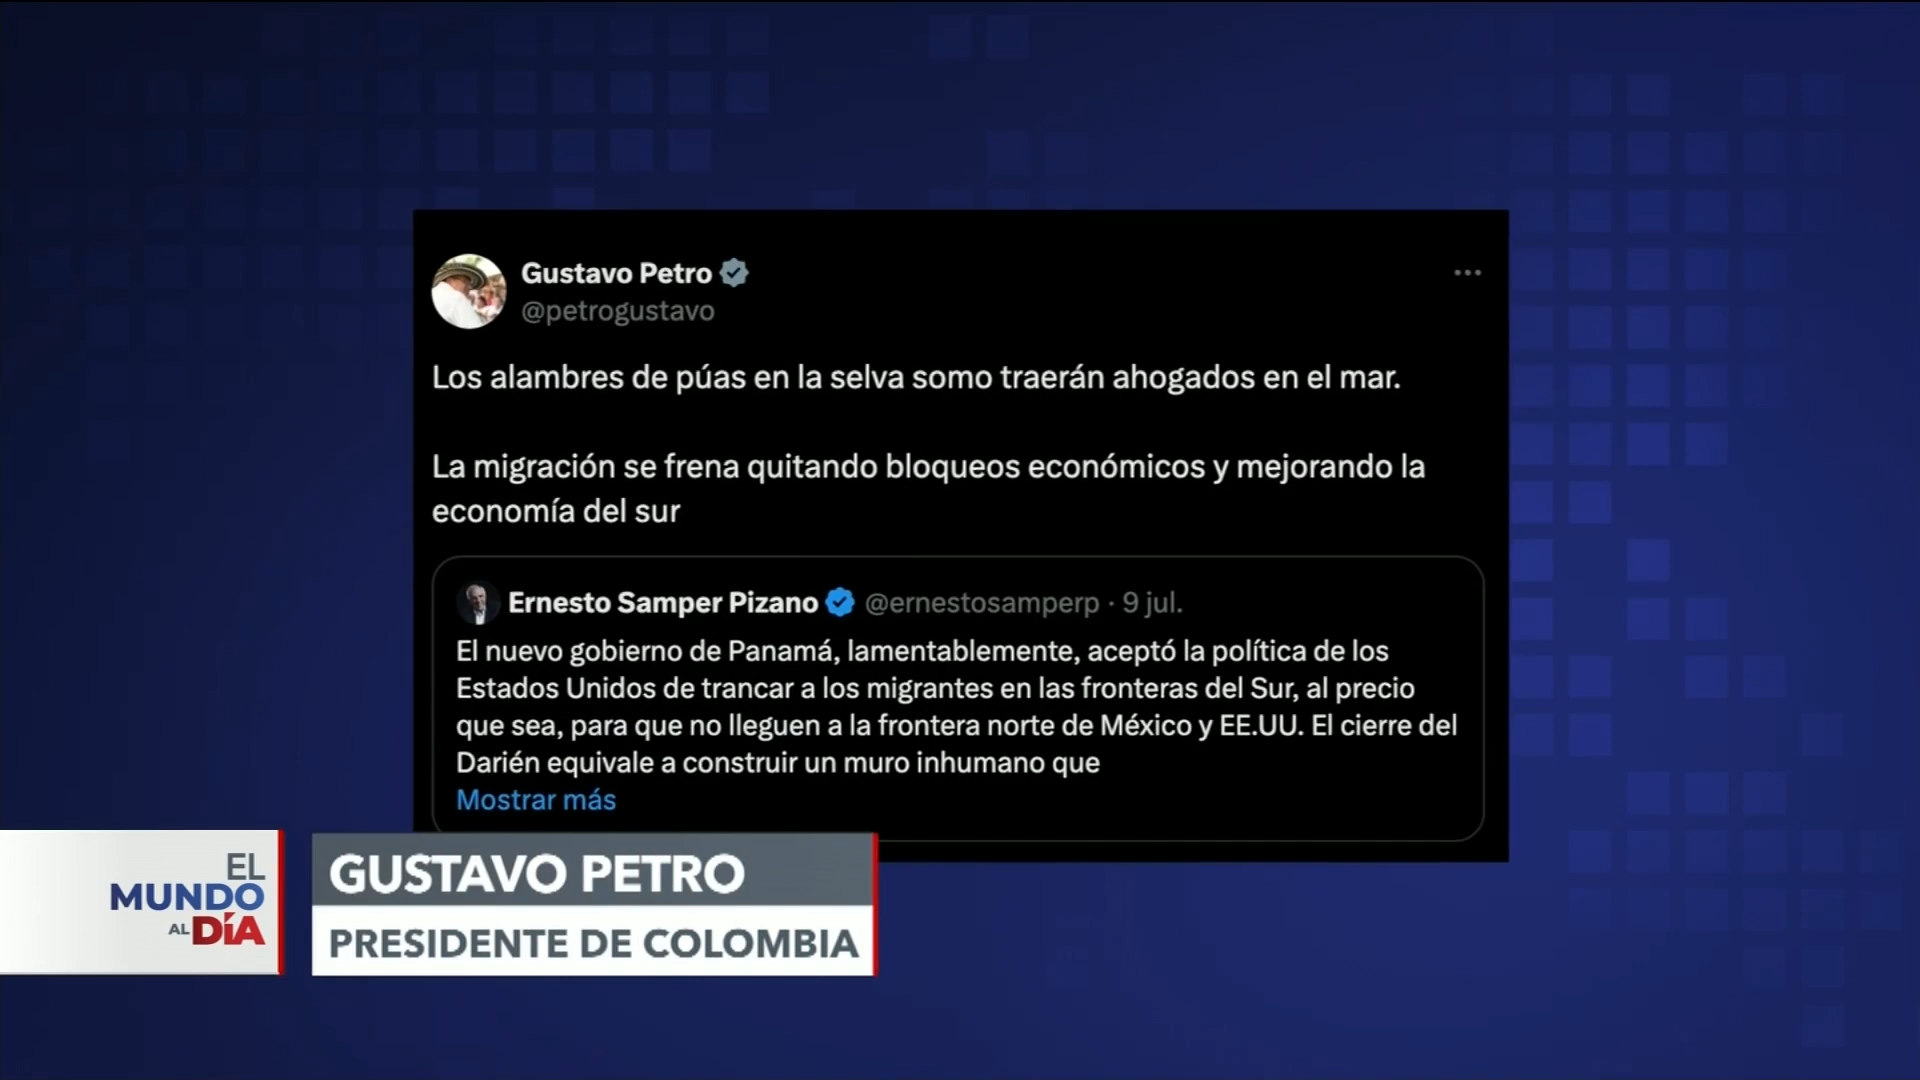 Gustavo Petro
@petrogustavo
Los alambres de púas en la selva somo traerán ahogados en el mar.
La migración se frena quitando bloqueos económicos y mejorando la
economía del sur
Ernesto Samper Pizano @ernestosamperp · 9 jul.
El nuevo gobierno de Panamá, lamentablemente, aceptó la política de los
Estados Unidos de trancar a los migrantes en las fronteras del Sur, al precio
que sea, para que no lleguen a la frontera norte de México y EE.UU. El cierre del
Darién equivale a construir un muro inhumano que
Mostrar más
EL
MUNDO
AL DÍA
GUSTAVO PETRO
PRESIDENTE DE COLOMBIA